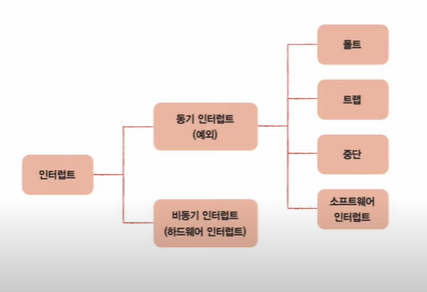 인터럽트
동기 인터럽트
(예외)
비동기 인터럽트
(하드웨어 인터럽트)
폴트
트랩
중단
소프트웨어
인터럽트